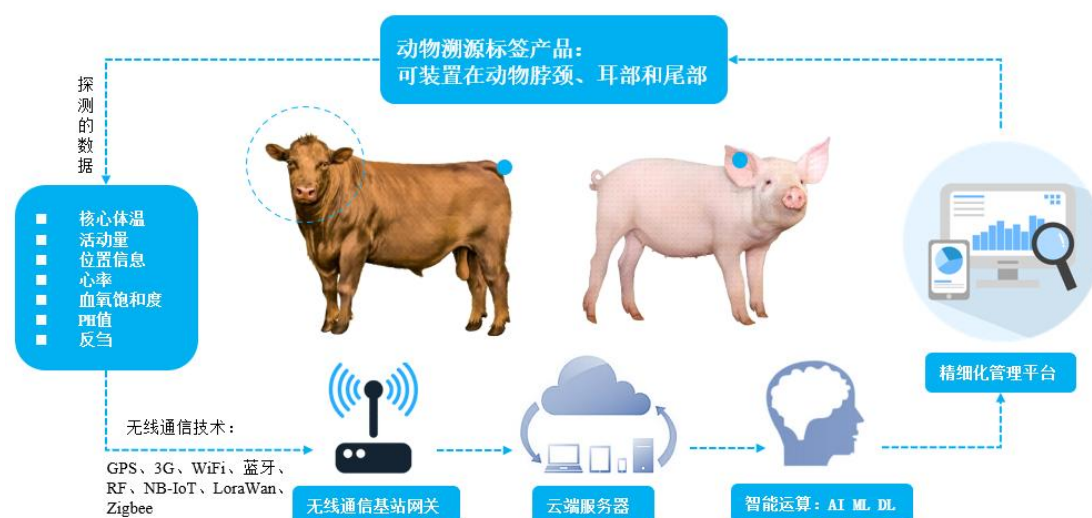 动物溯源标签产品：
可装置在动物脖颈、耳部和尾部
探测的数据
核心体温
活动量
位置信息
心率
血氧饱和度
PH值
反刍
精细化管理平台
无线通信技术：
GPS、3G、WiFi、蓝牙、
RF、NB-IoT、LoraWan、
Zigbee
无线通信基站网关
云端服务器
智能运算：AI ML DL